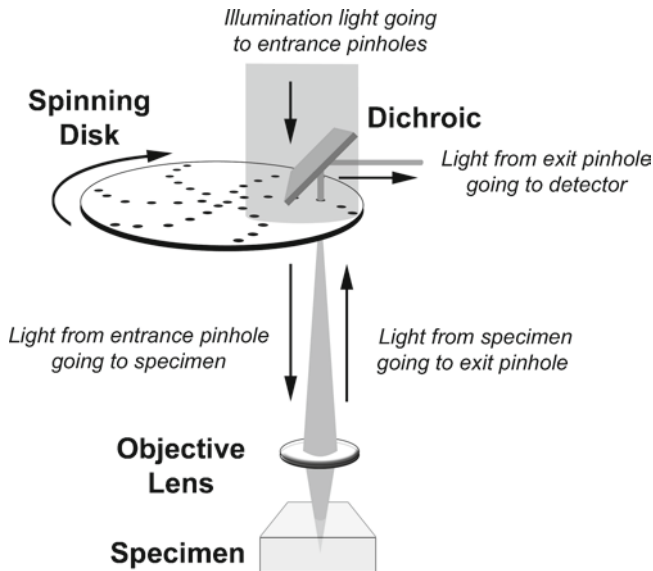 Illumination light going
to entrance pinholes
Spinning
Disk
Dichroic
Light from exit pinhole
going to detector
Light from entrance pinhole
going to specimen
Light from specimen
going to exit pinhole
Objective
Lens
Specimen